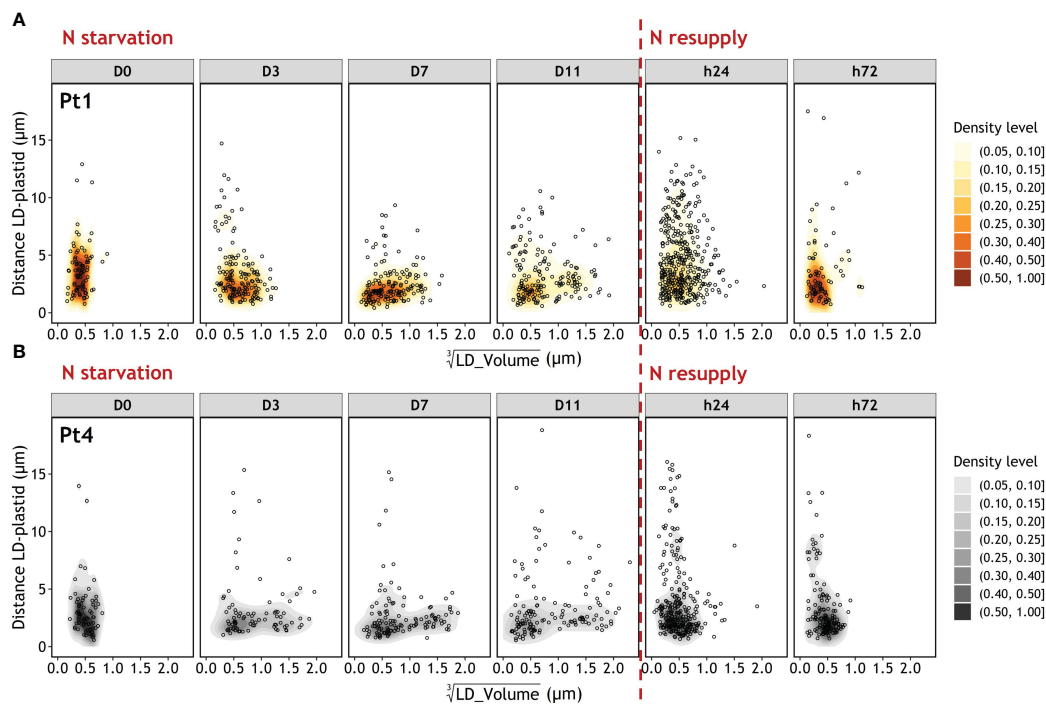 A
N starvation
N resupply
D0 D3 D7 D11 h24 h72
Pt1
Distance LD-plastid (µm)
15
10
5
0
0.0 0.5 1.0 1.5 2.0 0.0 0.5 1.0 1.5 2.0 0.0 0.5 1.0 1.5 2.0 0.0 0.5 1.0 1.5 2.0 0.0 0.5 1.0 1.5 2.0 0.0 0.5 1.0 1.5 2.0
∛LD_Volume (µm)
Density level
(0.05, 0.10]
(0.10, 0.15]
(0.15, 0.20]
(0.20, 0.25]
(0.25, 0.30]
(0.30, 0.40]
(0.40, 0.50]
(0.50, 1.00]
B
N starvation
N resupply
D0 D3 D7 D11 h24 h72
Pt4
Distance LD-plastid (µm)
15
10
5
0
0.0 0.5 1.0 1.5 2.0 0.0 0.5 1.0 1.5 2.0 0.0 0.5 1.0 1.5 2.0 0.0 0.5 1.0 1.5 2.0 0.0 0.5 1.0 1.5 2.0 0.0 0.5 1.0 1.5 2.0
∛LD_Volume (µm)
Density level
(0.05, 0.10]
(0.10, 0.15]
(0.15, 0.20]
(0.20, 0.25]
(0.25, 0.30]
(0.30, 0.40]
(0.40, 0.50]
(0.50, 1.00]